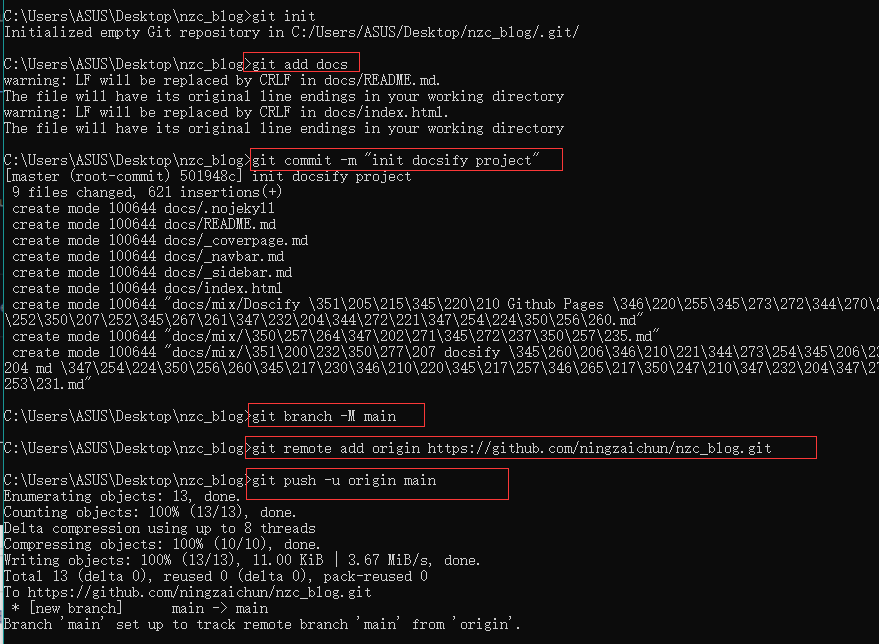 C:\Users\ASUS\Desktop\nzc_blog>git init
Initialized empty Git repository in C:/Users/ASUS/Desktop/nzc_blog/.git/
C:\Users\ASUS\Desktop\nzc_blog>git add docs
warning: LF will be replaced by CRLF in docs/README.md.
The file will have its original line endings in your working directory
warning: LF will be replaced by CRLF in docs/index.html.
The file will have its original line endings in your working directory
C:\Users\ASUS\Desktop\nzc_blog>git commit -m "init docsify project"
[master (root-commit) 501948c] init docsify project
 9 files changed, 621 insertions(+)
 create mode 100644 docs/.nojekyll
 create mode 100644 docs/README.md
 create mode 100644 docs/_coverpage.md
 create mode 100644 docs/_navbar.md
 create mode 100644 docs/_sidebar.md
 create mode 100644 docs/index.html
 create mode 100644 "docs/mix/Doscify \351\205\215\345\220\210 Github Pages \346\220\255\345\273\272\344\270\
\252\350\207\252\345\267\261\347\232\204\344\272\221\347\254\224\350\256\260.md"
 create mode 100644 "docs/mix/\350\257\264\347\202\271\345\272\237\350\257\235.md"
 create mode 100644 "docs/mix/\351\200\232\350\277\207 docsify \345\260\206\346\210\221\344\273\254\345\206\23
204 md \347\254\224\350\256\260\345\217\230\346\210\220\345\217\257\346\265\217\350\247\210\347\232\204\347\27
253\231.md"
C:\Users\ASUS\Desktop\nzc_blog>git branch -M main
C:\Users\ASUS\Desktop\nzc_blog>git remote add origin https://github.com/ningzaichun/nzc_blog.git
C:\Users\ASUS\Desktop\nzc_blog>git push -u origin main
Enumerating objects: 13, done.
Counting objects: 100% (13/13), done.
Delta compression using up to 8 threads
Compressing objects: 100% (10/10), done.
Writing objects: 100% (13/13), 11.00 KiB | 3.67 MiB/s, done.
Total 13 (delta 0), reused 0 (delta 0), pack-reused 0
To https://github.com/ningzaichun/nzc_blog.git
 * [new branch]      main -> main
Branch 'main' set up to track remote branch 'main' from 'origin'.